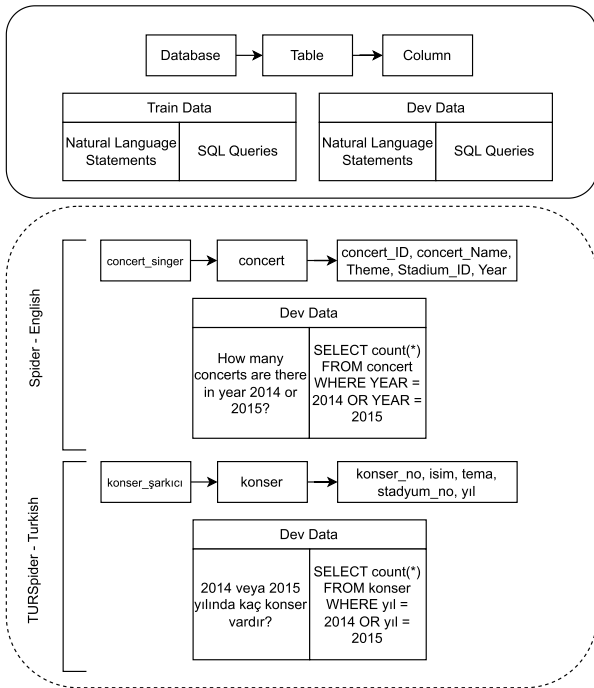 Database
Table
Column
Train Data
Natural Language
Statements
SQL Queries
Dev Data
Natural Language
Statements
SQL Queries
Spider - English
concert_singer
concert
concert_ID, concert_Name,
Theme, Stadium_ID, Year
Dev Data
How many
concerts are there
in year 2014 or
2015?
SELECT count(*)
FROM concert
WHERE YEAR =
2014 OR YEAR =
2015
TURSpider - Turkish
konser_şarkıcı
konser
konser_no, isim, tema,
stadyum_no, yıl
Dev Data
2014 veya 2015
yılında kaç konser
vardır?
SELECT count(*)
FROM konser
WHERE yıl =
2014 OR yıl =
2015